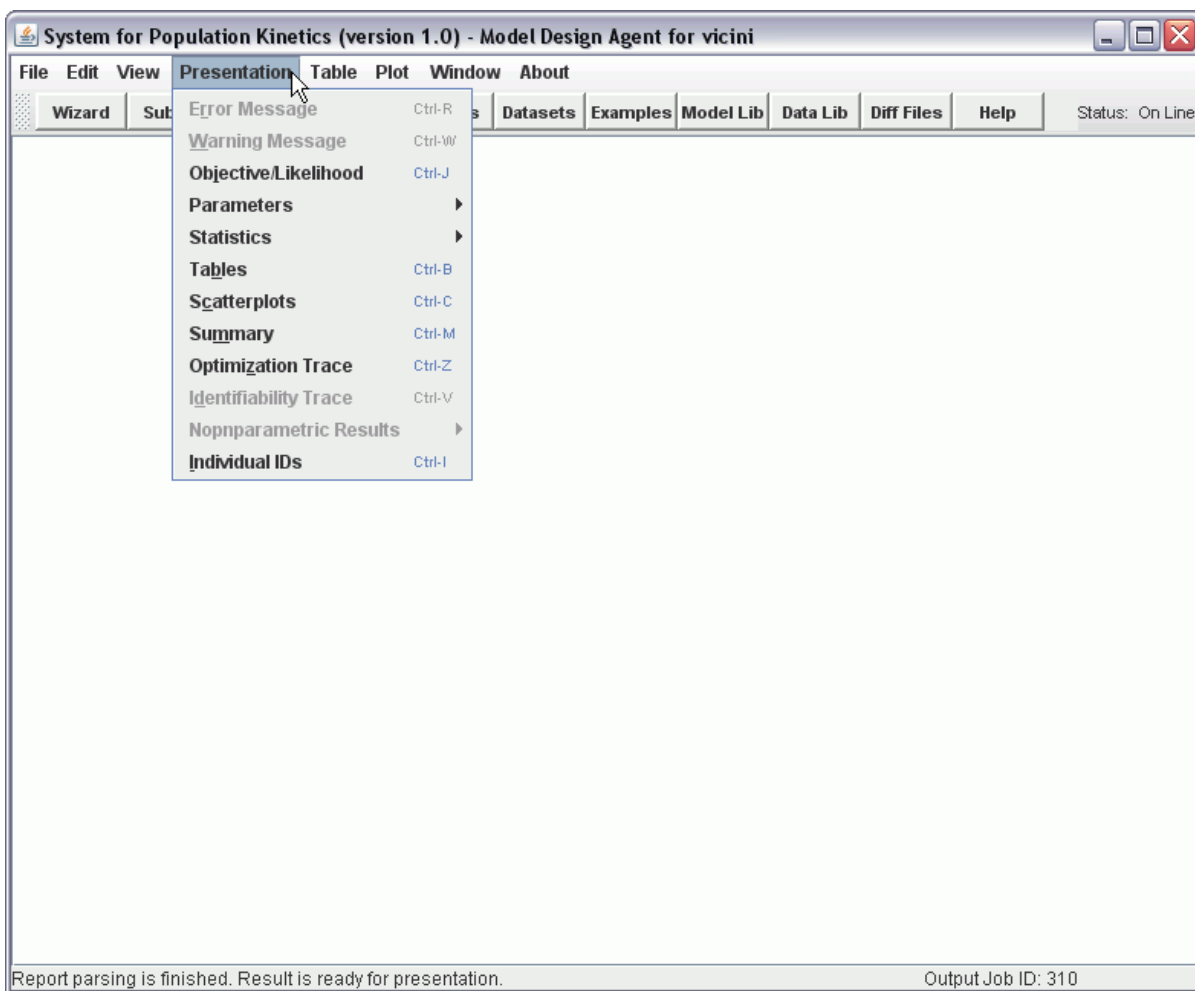 System for Population Kinetics (version 1.0) - Model Design Agent for vicini
File Edit View Presentation Table Plot Window About
Wizard Sub s Datasets Examples Model Lib Data Lib Diff Files Help Status: On Line
Error Message Ctrl-R
Warning Message Ctrl-W
Objective/Likelihood Ctrl-J
Parameters
Statistics
Tables Ctrl-B
Scatterplots Ctrl-C
Summary Ctrl-M
Optimization Trace Ctrl-Z
Identifiability Trace Ctrl-V
Nopnparametric Results
Individual IDs Ctrl-I
Report parsing is finished. Result is ready for presentation. Output Job ID: 310